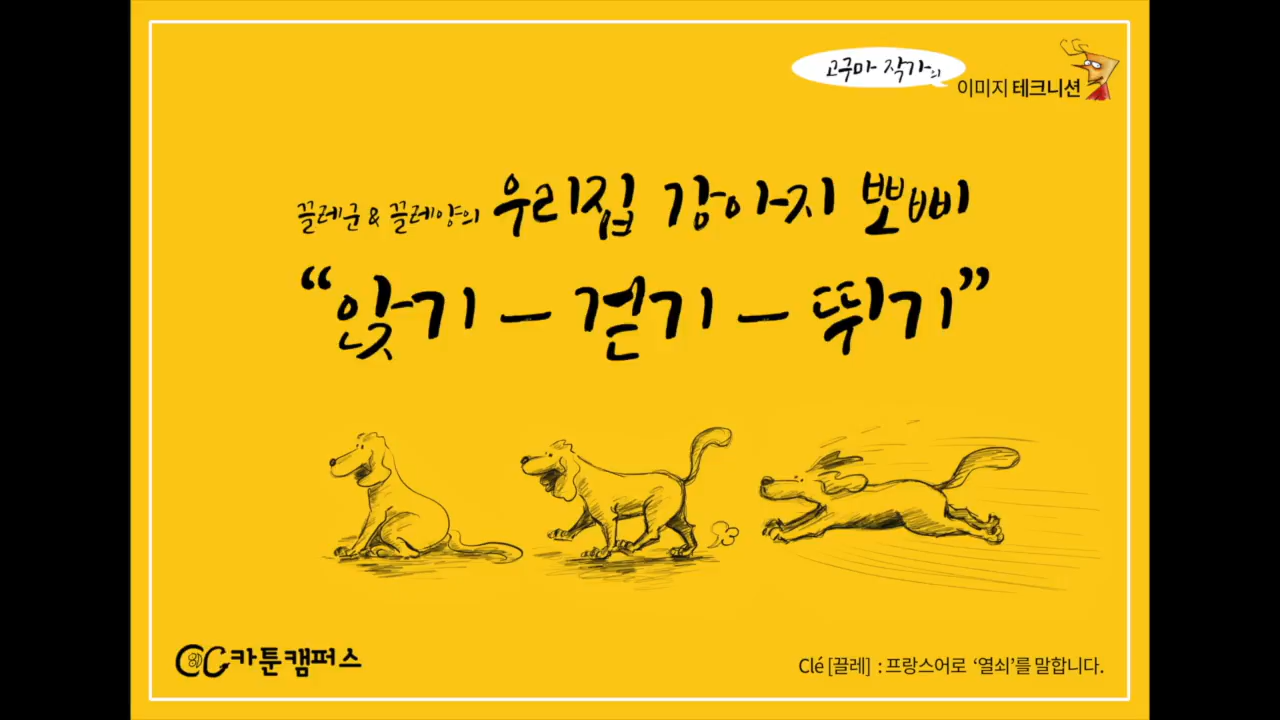 고구마 작가의
이미지 테크니션
끌레군 & 끌레양의 우리집 강아지 뽀삐
“앉기 – 걷기 – 뛰기”
CC카툰캠퍼스
Clé [끌레] : 프랑스어로 ‘열쇠’를 말합니다.